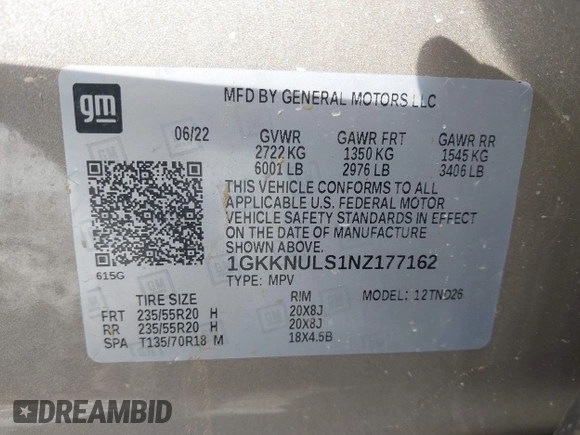 gm
MFD BY GENERAL MOTORS LLC
06/22 GVWR GAWR FRT GAWR RR
2722 KG 1350 KG 1545 KG
6001 LB 2976 LB 3406 LB
THIS VEHICLE CONFORMS TO ALL
APPLICABLE U.S. FEDERAL MOTOR
VEHICLE SAFETY STANDARDS IN EFFECT
ON THE DATE OF MANUFACTURE
SHOWN ABOVE.
615G
1GKKNULS1NZ177162
TYPE: MPV
TIRE SIZE RIM MODEL: 12TND26
FRT 235/55R20 H 20X8J
RR 235/55R20 H 20X8J
SPA T135/70R18 M 18X4.5B
DREAMBID